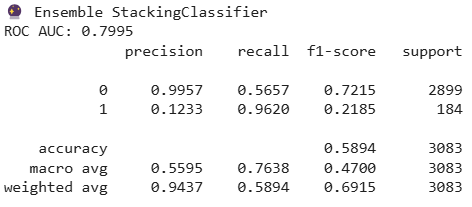 🔮 Ensemble StackingClassifier
ROC AUC: 0.7995
precision recall f1-score support
0 0.9957 0.5657 0.7215 2899
1 0.1233 0.9620 0.2185 184
accuracy 0.5894 3083
macro avg 0.5595 0.7638 0.4700 3083
weighted avg 0.9437 0.5894 0.6915 3083